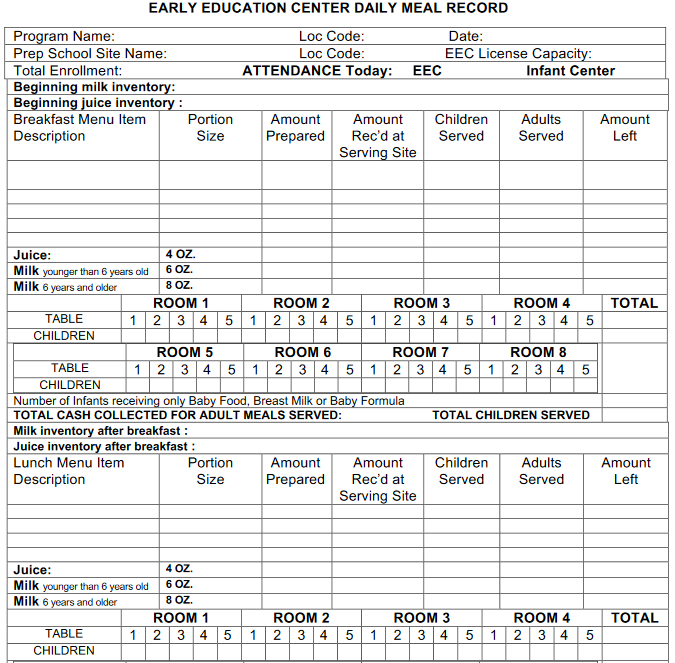 EARLY EDUCATION CENTER DAILY MEAL RECORD
Program Name: Loc Code: Date:
Prep School Site Name: Loc Code: EEC License Capacity:
Total Enrollment: ATTENDANCE Today: EEC Infant Center
Beginning milk inventory:
Beginning juice inventory :
Breakfast Menu Item Portion Amount Amount Children Adults Amount
Description Size Prepared Rec'd at Served Served Left
Serving Site
Juice: 4 OZ.
Milk younger than 6 years old 6 OZ.
Milk 6 years and older 8 OZ.
ROOM 1 ROOM 2 ROOM 3 ROOM 4 TOTAL
TABLE 1 2 3 4 5 1 2 3 4 5 1 2 3 4 5 1 2 3 4 5
CHILDREN
ROOM 5 ROOM 6 ROOM 7 ROOM 8
TABLE 1 2 3 4 5 1 2 3 4 5 1 2 3 4 5 1 2 3 4 5
CHILDREN
Number of Infants receiving only Baby Food, Breast Milk or Baby Formula
TOTAL CASH COLLECTED FOR ADULT MEALS SERVED: TOTAL CHILDREN SERVED
Milk inventory after breakfast :
Juice inventory after breakfast :
Lunch Menu Item Portion Amount Amount Children Adults Amount
Description Size Prepared Rec'd at Served Served Left
Serving Site
Juice: 4 OZ.
Milk younger than 6 years old 6 OZ.
Milk 6 years and older 8 OZ.
ROOM 1 ROOM 2 ROOM 3 ROOM 4 TOTAL
TABLE 1 2 3 4 5 1 2 3 4 5 1 2 3 4 5 1 2 3 4 5
CHILDREN